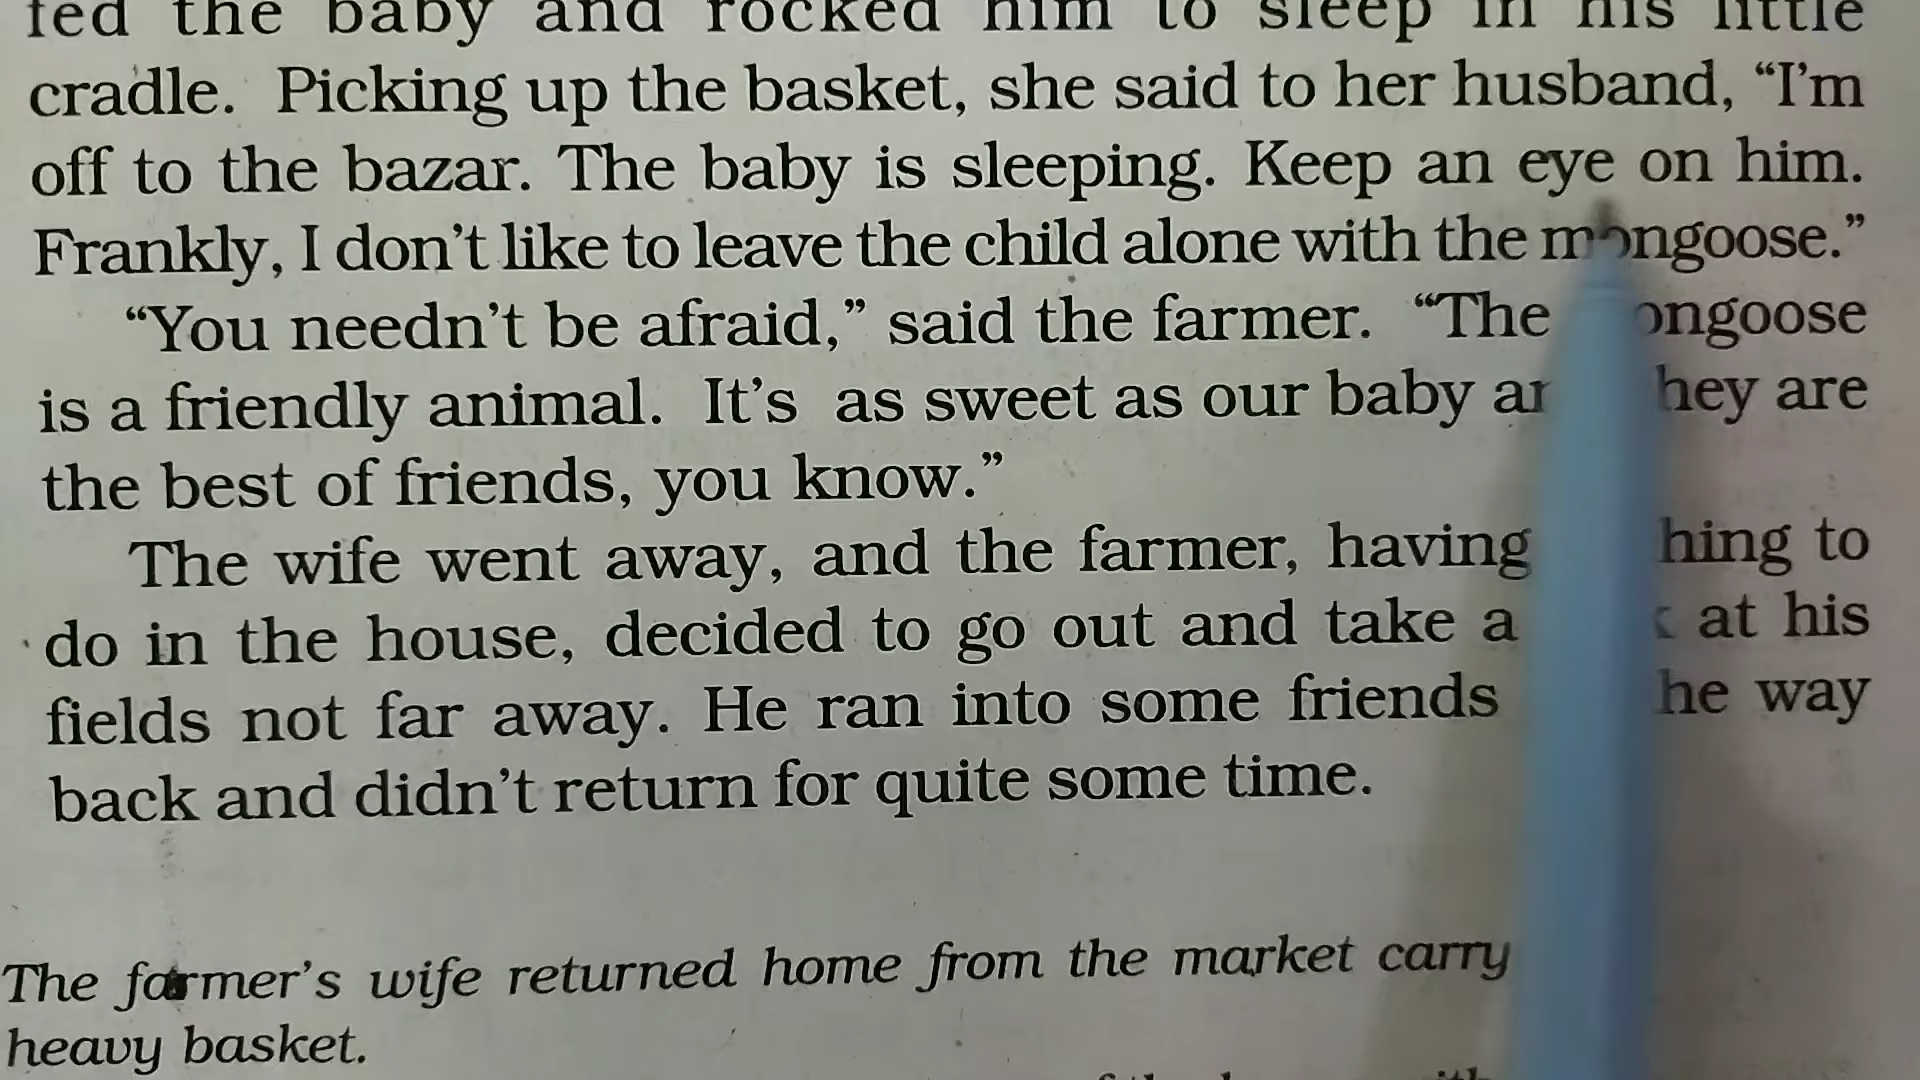 fed the baby and rocked him to sleep in his little
cradle. Picking up the basket, she said to her husband, “I’m
off to the bazar. The baby is sleeping. Keep an eye on him.
Frankly, I don’t like to leave the child alone with the mongoose.”
“You needn’t be afraid,” said the farmer. “The mongoose
is a friendly animal. It’s as sweet as our baby and they are
the best of friends, you know.”
The wife went away, and the farmer, having nothing to
do in the house, decided to go out and take a look at his
fields not far away. He ran into some friends the way
back and didn’t return for quite some time.
The farmer’s wife returned home from the market carry
heavy basket.